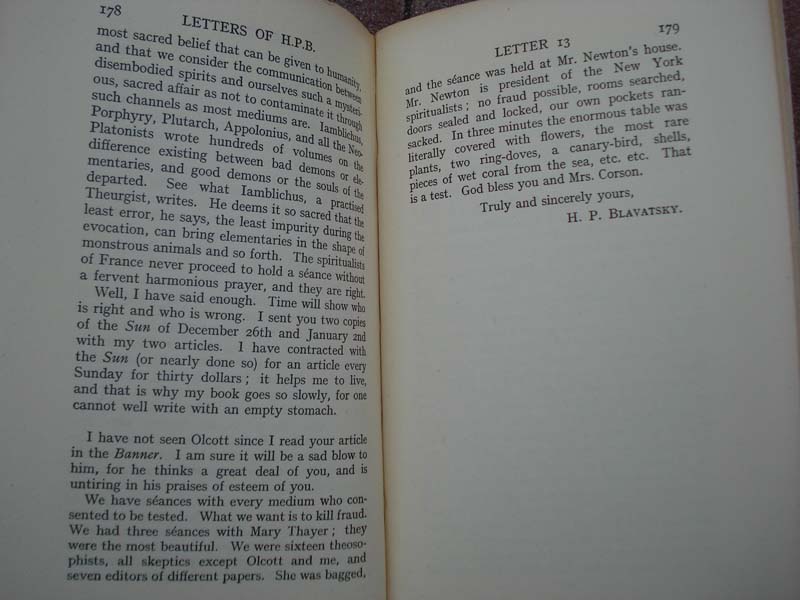 178 LETTERS OF H.P.B.
most sacred belief that can be given to humanity,
and that we consider the communication between
disembodied spirits and ourselves such a mysteri-
ous, sacred affair as not to contaminate it through
such channels as most mediums are. Iamblichus,
Porphyry, Plutarch, Appolonius, and all the Neo-
Platonists wrote hundreds of volumes on the
difference existing between bad demons or ele-
mentaries, and good demons or the souls of the
departed. See what Iamblichus, a practised
Theurgist, writes. He deems it so sacred that the
least error, he says, the least impurity during the
evocation, can bring elementaries in the shape of
monstrous animals and so forth. The spiritualists
of France never proceed to hold a séance without
a fervent harmonious prayer, and they are right.
Well, I have said enough. Time will show who
is right and who is wrong. I sent you two copies
of the Sun of December 26th and January 2nd
with my two articles. I have contracted with
the Sun (or nearly done so) for an article every
Sunday for thirty dollars; it helps me to live,
and that is why my book goes so slowly, for one
cannot well write with an empty stomach.
I have not seen Olcott since I read your article
in the Banner. I am sure it will be a sad blow to
him, for he thinks a great deal of you, and is
untiring in his praises of esteem of you.
We have séances with every medium who con-
sented to be tested. What we want is to kill fraud.
We had three séances with Mary Thayer; they
were the most beautiful. We were sixteen theoso-
phists, all skeptics except Olcott and me, and
seven editors of different papers. She was bagged,
LETTER 13 179
and the séance was held at Mr. Newton's house.
Mr. Newton is president of the New York
spiritualists; no fraud possible, rooms searched,
doors sealed and locked, our own pockets ran-
sacked. In three minutes the enormous table was
literally covered with flowers, the most rare
plants, two ring-doves, a canary-bird, shells,
pieces of wet coral from the sea, etc. etc. That
is a test. God bless you and Mrs. Corson.
Truly and sincerely yours,
H. P. BLAVATSKY.